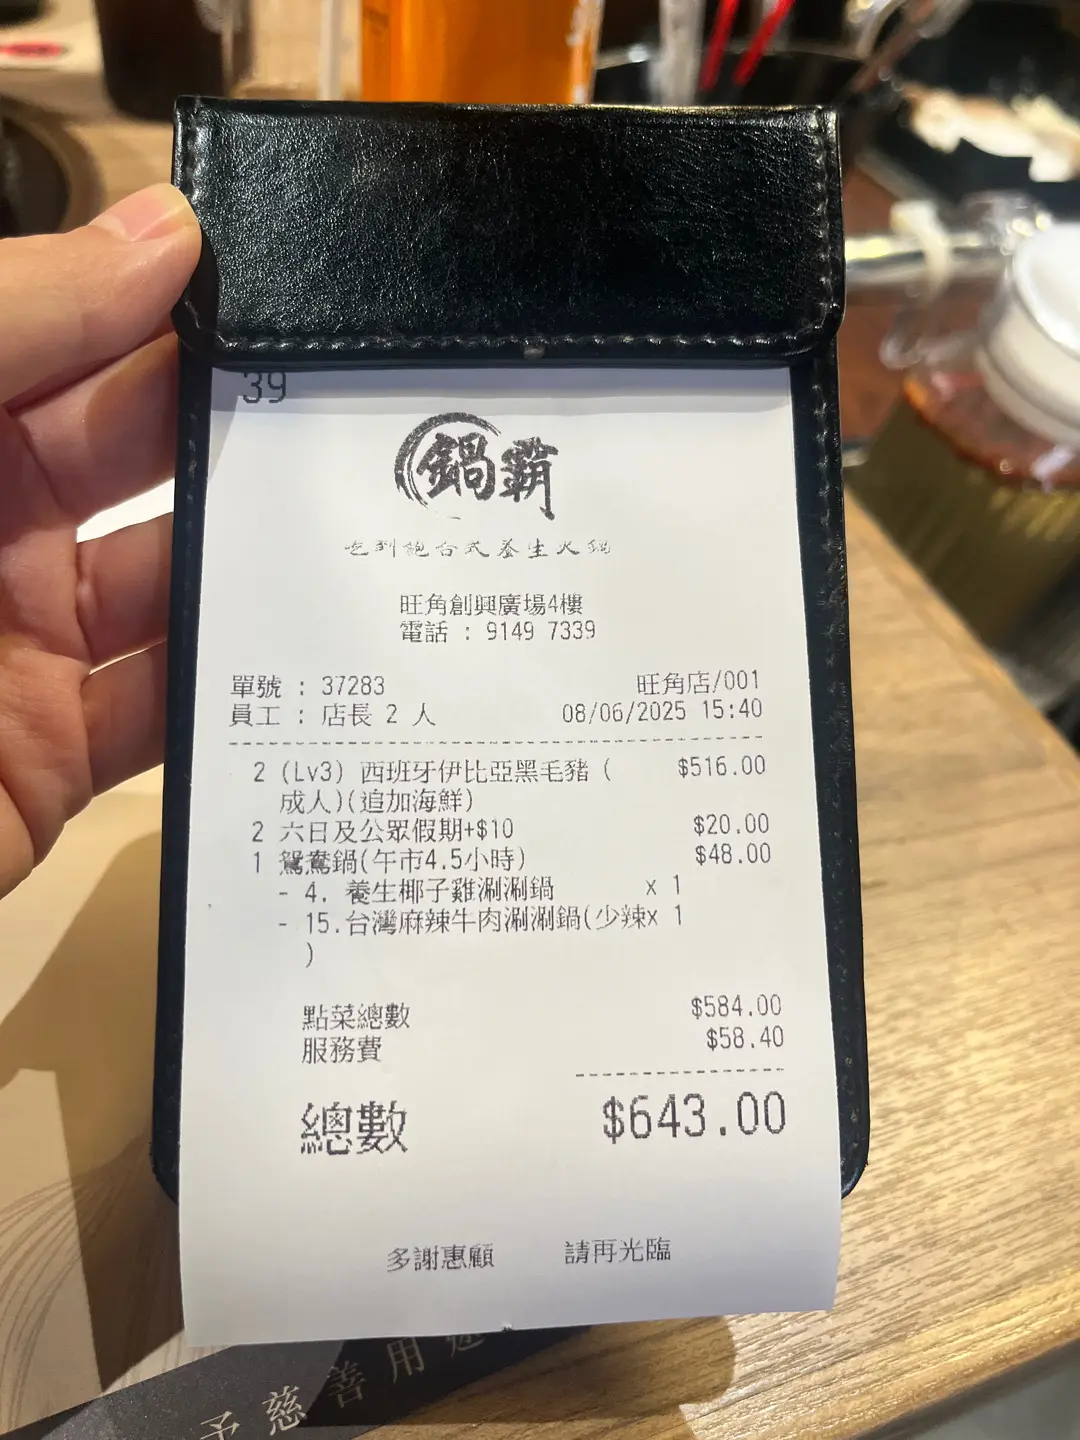 39
鍋霸
吃到飽台式養生火鍋
旺角創興廣場4樓
電話 : 9149 7339
單號 : 37283 旺角店/001
員工 : 店長 2 人 08/06/2025 15:40
2 (Lv3) 西班牙伊比亞黑毛豬( $516.00
成人)(追加海鮮)
2 六日及公眾假期+$10 $20.00
1 鴛鴦鍋(午市4.5小時) $48.00
- 4. 養生椰子雞涮涮鍋 x 1
- 15.台灣麻辣牛肉涮涮鍋(少辣x 1
)
點菜總數 $584.00
服務費 $58.40
總數 $643.00
多謝惠顧 請再光臨
予慈善用途